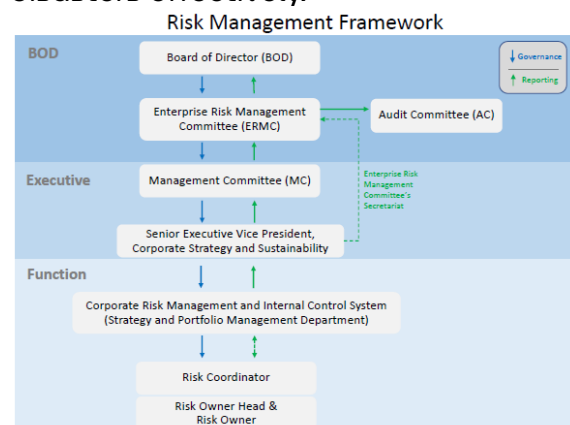 Risk Management Framework
BOD
Board of Director (BOD)
Governance
Reporting
Enterprise Risk Management
Committee (ERMC)
Audit Committee (AC)
Executive
Management Committee (MC)
Enterprise Risk
Management
Committee's
Secretariat
Senior Executive Vice President,
Corporate Strategy and Sustainability
Function
Corporate Risk Management and Internal Control System
(Strategy and Portfolio Management Department)
Risk Coordinator
Risk Owner Head &
Risk Owner